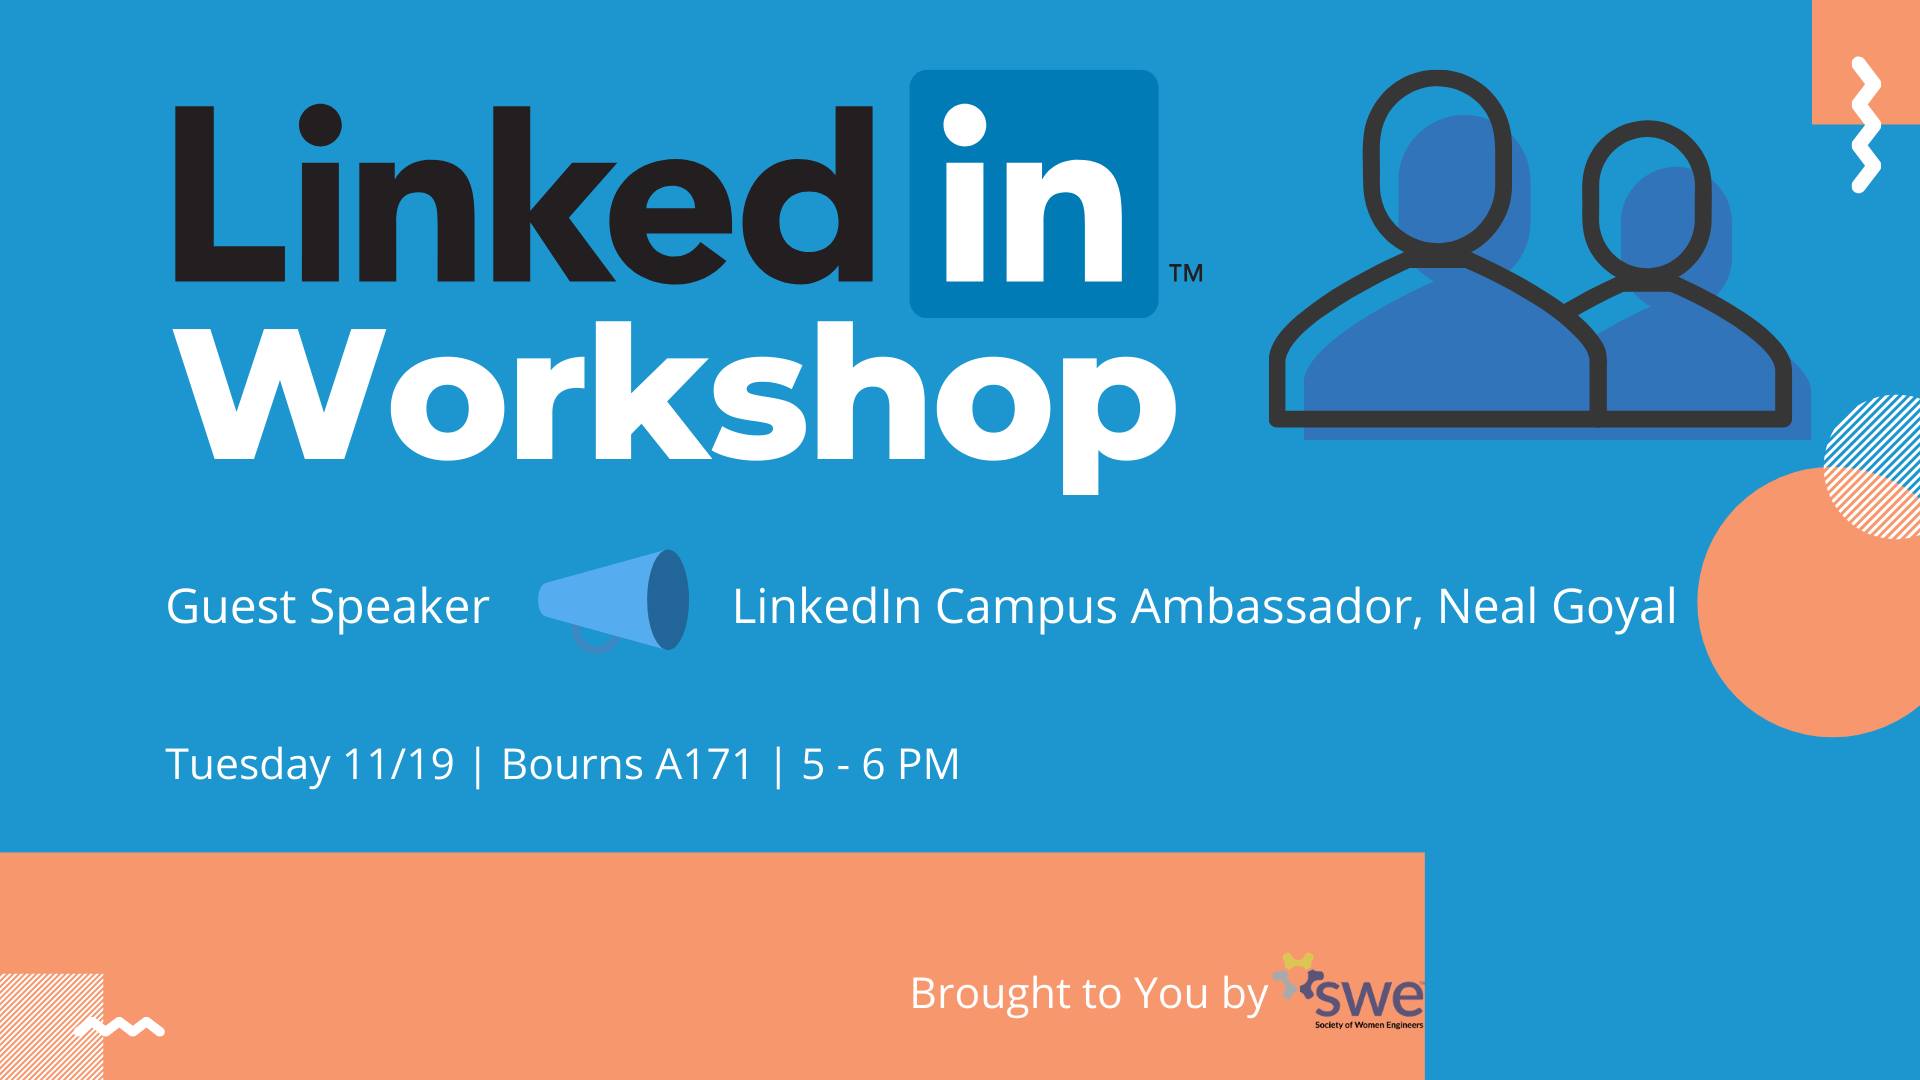 Linked in ™
Workshop
Guest Speaker LinkedIn Campus Ambassador, Neal Goyal
Tuesday 11/19 | Bourns A171 | 5 - 6 PM
Brought to You by swe
Society of Women Engineers